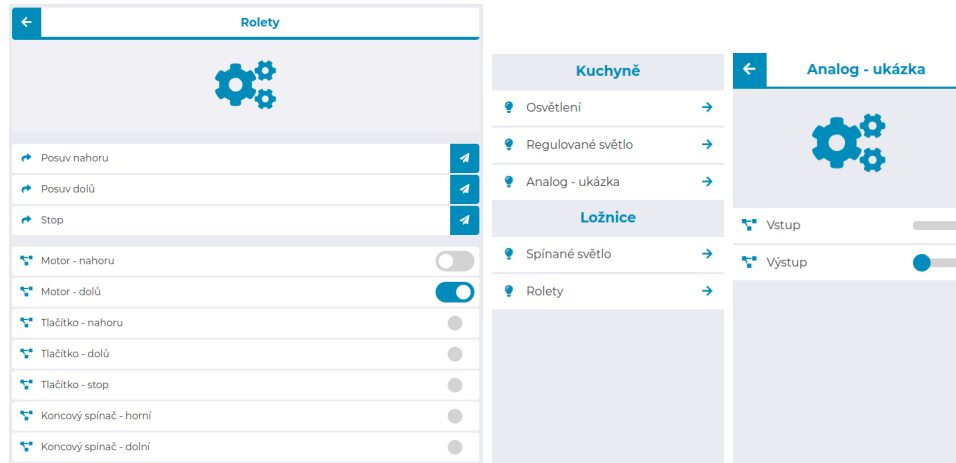 Rolety
Posuv nahoru
Posuv dolů
Stop
Motor - nahoru
Motor - dolů
Tlačítko - nahoru
Tlačítko - dolů
Tlačítko - stop
Koncový spínač - horní
Koncový spínač - dolní
Kuchyně
Osvětlení
Regulované světlo
Analog - ukázka
Ložnice
Spínané světlo
Rolety
Analog - ukázka
Vstup
Výstup